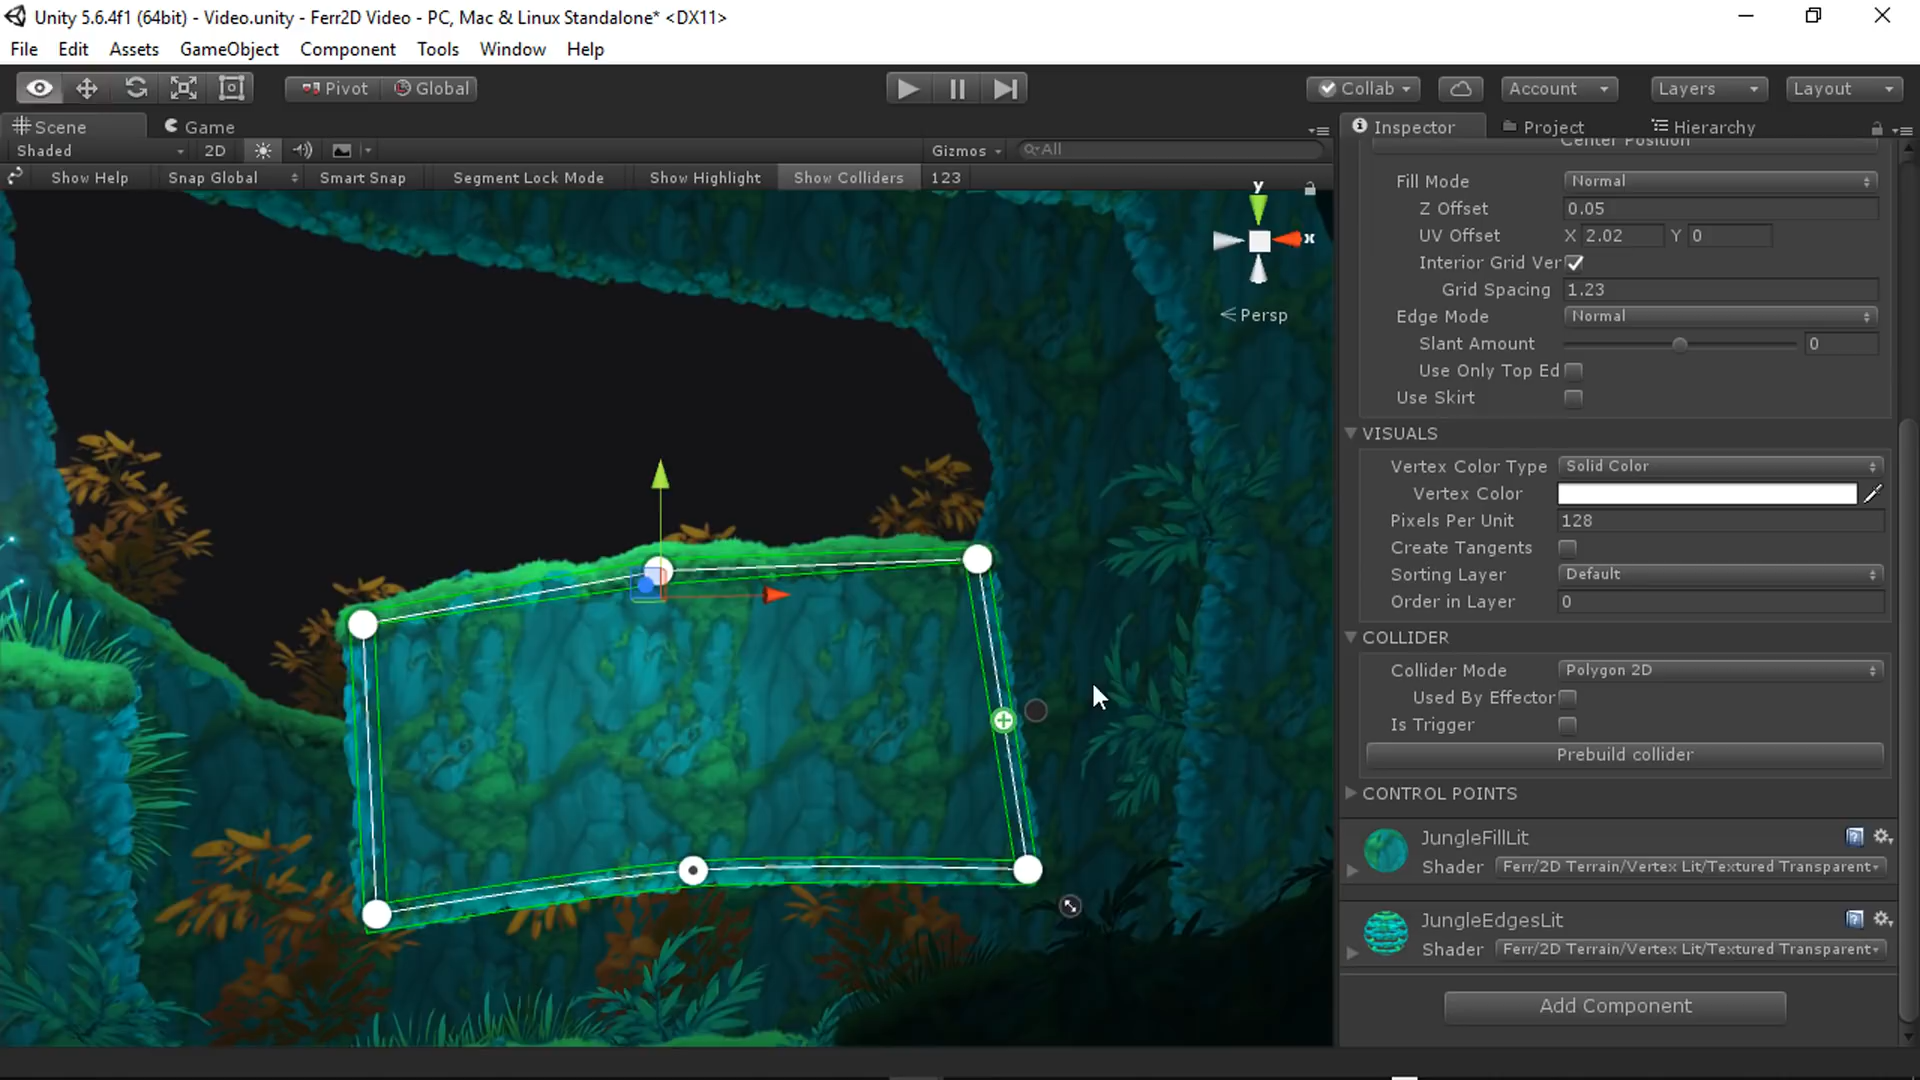 Unity 5.6.4f1 (64bit) - Video.unity - Ferr2D Video - PC, Mac & Linux Standalone* <DX11>
File Edit Assets GameObject Component Tools Window Help
Pivot Global Collab Account Layers Layout
Scene Game
Shaded 2D Gizmos All
Show Help Snap Global Smart Snap Segment Lock Mode Show Highlight Show Colliders 123
y
x
Persp
Inspector Project Hierarchy
Center Position
Fill Mode Normal
Z Offset 0.05
UV Offset X 2.02 Y 0
Interior Grid Ver
Grid Spacing 1.23
Edge Mode Normal
Slant Amount 0
Use Only Top Ed
Use Skirt
VISUALS
Vertex Color Type Solid Color
Vertex Color
Pixels Per Unit 128
Create Tangents
Sorting Layer Default
Order in Layer 0
COLLIDER
Collider Mode Polygon 2D
Used By Effector
Is Trigger
Prebuild collider
CONTROL POINTS
JungleFillLit
Shader Ferr/2D Terrain/Vertex Lit/Textured Transparent
JungleEdgesLit
Shader Ferr/2D Terrain/Vertex Lit/Textured Transparent
Add Component